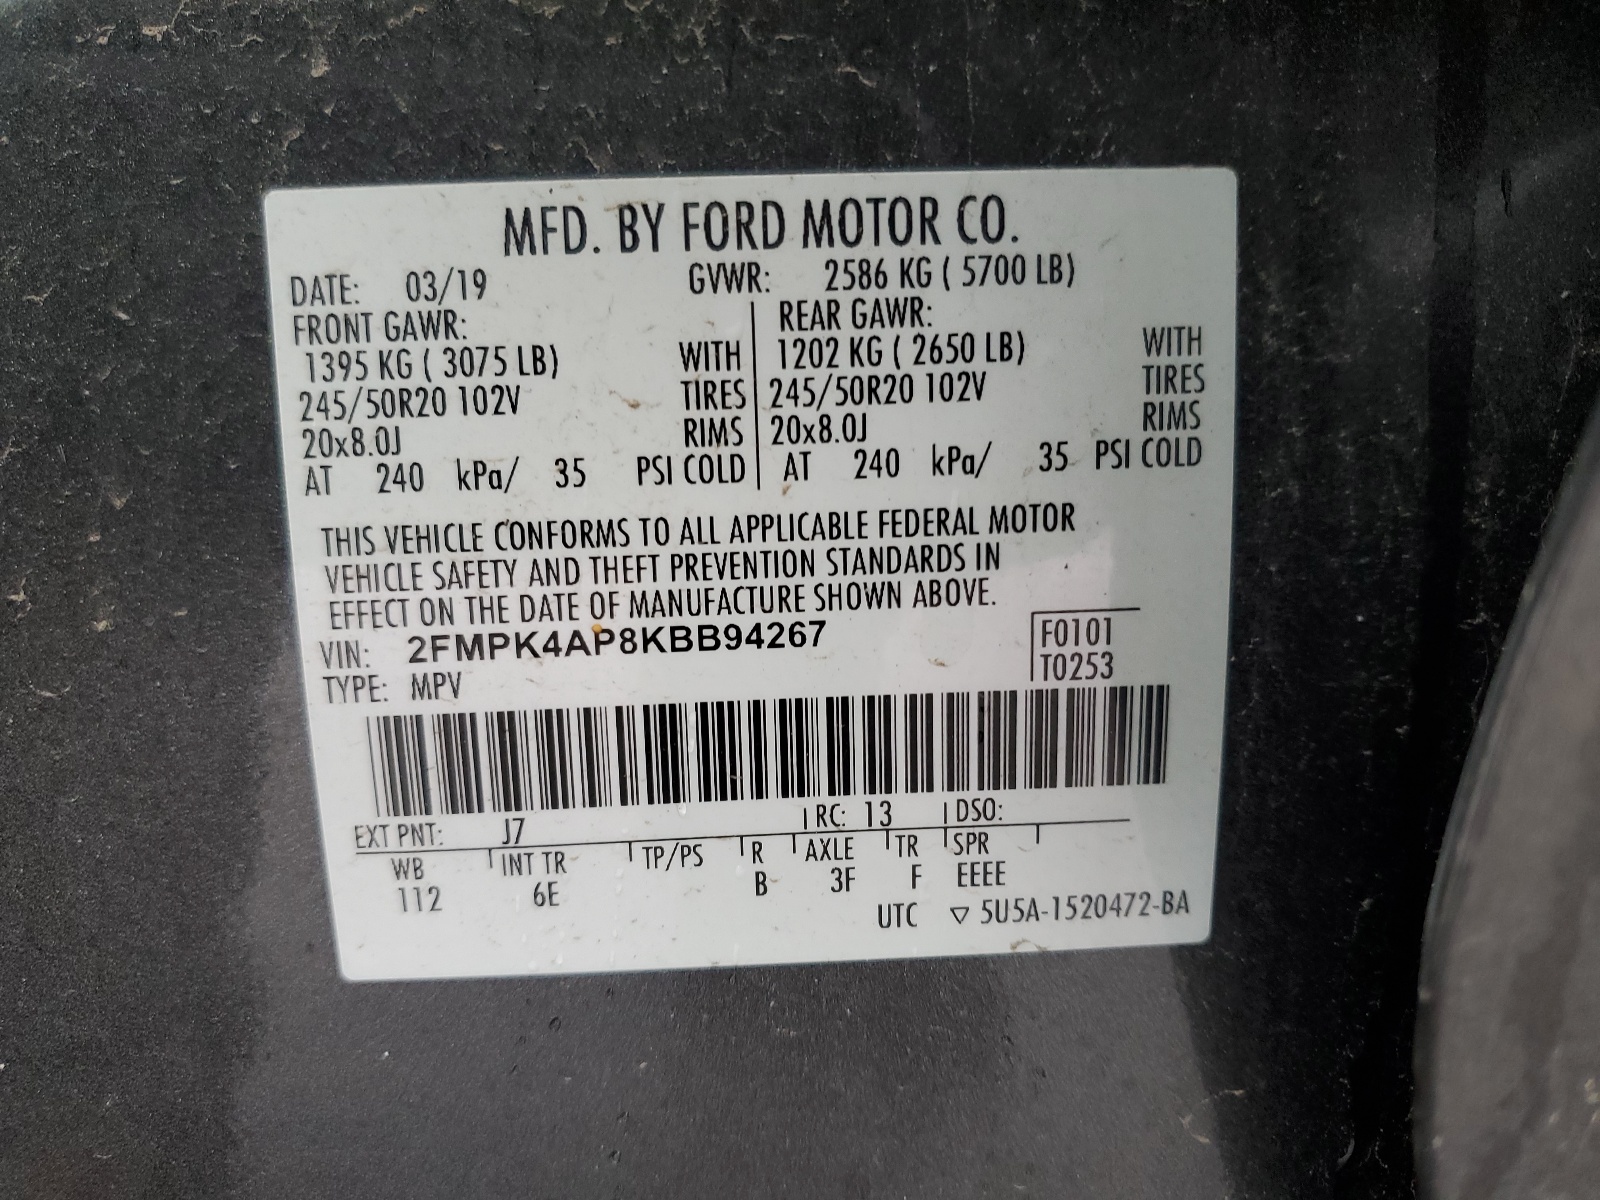 MFD. BY FORD MOTOR CO.
DATE: 03/19 GVWR: 2586 KG ( 5700 LB)
FRONT GAWR: REAR GAWR:
1395 KG ( 3075 LB) WITH 1202 KG ( 2650 LB) WITH
245/50R20 102V TIRES 245/50R20 102V TIRES
20x8.0J RIMS 20x8.0J RIMS
AT 240 kPa/ 35 PSI COLD AT 240 kPa/ 35 PSI COLD
THIS VEHICLE CONFORMS TO ALL APPLICABLE FEDERAL MOTOR
VEHICLE SAFETY AND THEFT PREVENTION STANDARDS IN
EFFECT ON THE DATE OF MANUFACTURE SHOWN ABOVE.
VIN: 2FMPK4AP8KBB94267 F0101
TYPE: MPV T0253
EXT PNT: J7 RC: 13 DSO:
WB INT TR TP/PS R AXLE TR SPR
112 6E B 3F F EEEE
UTC ▽ 5U5A-1520472-BA